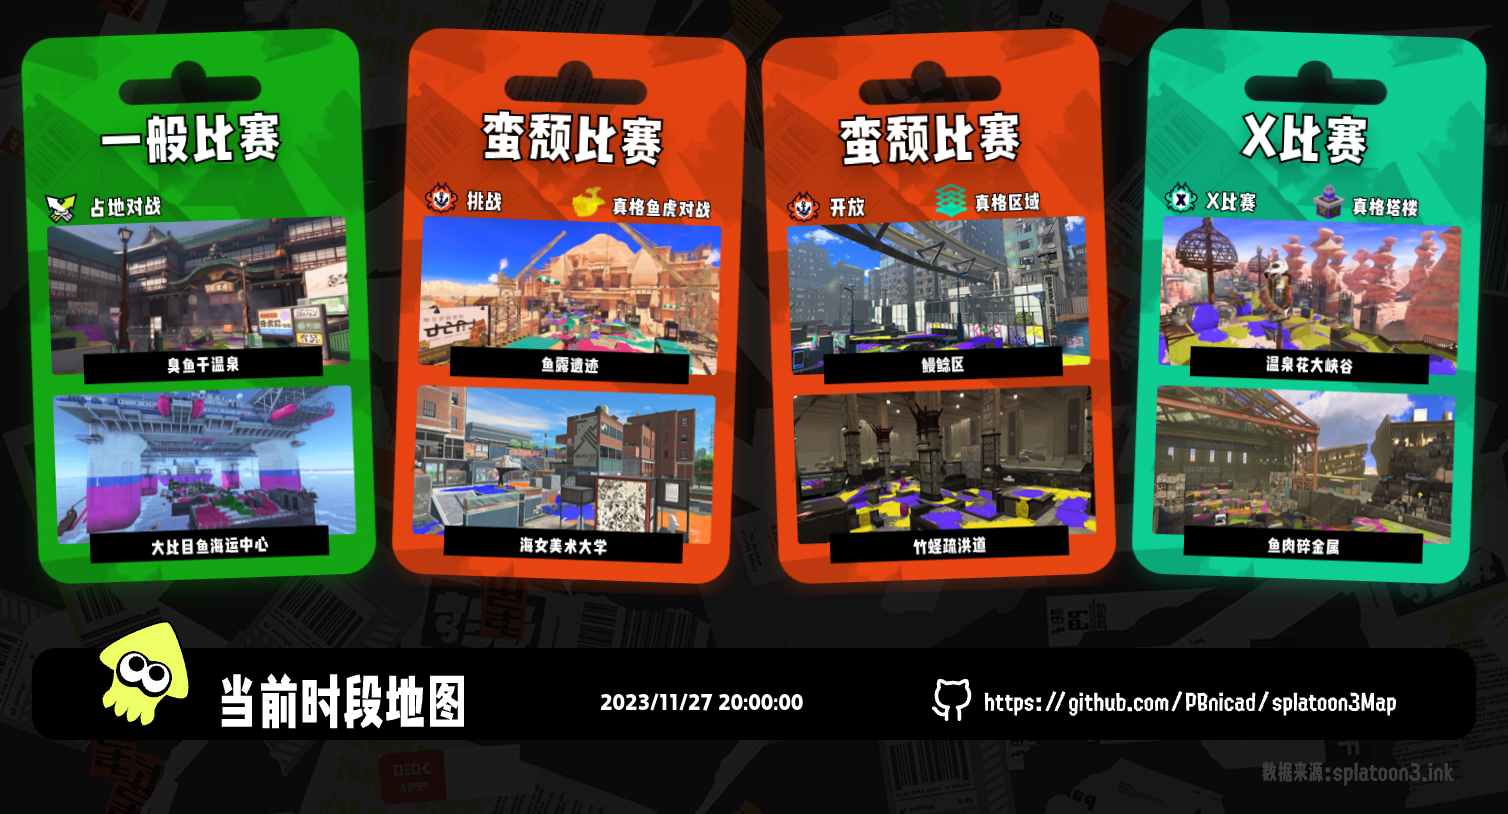 一般比赛
占地对战
臭鱼干温泉
大比目鱼海运中心
蛮颓比赛
挑战
真格鱼虎对战
鱼露遗迹
海女美术大学
蛮颓比赛
开放
真格区域
鳗鲶区
竹蛏疏洪道
X比赛
X比赛
真格塔楼
温泉花大峡谷
鱼肉碎金属
当前时段地图
2023/11/27 20:00:00
https://github.com/PBnicad/splatoon3Map
数据来源:splatoon3.ink